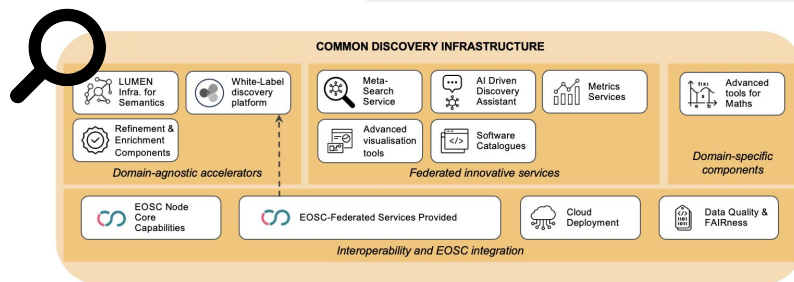 COMMON DISCOVERY INFRASTRUCTURE
LUMEN
Infra. for
Semantics
White-Label
discovery
platform
Refinement &
Enrichment
Components
Domain-agnostic accelerators
Meta-
Search
Service
AI Driven
Discovery
Assistant
Metrics
Services
Advanced
visualisation
tools
Software
Catalogues
</>
Federated innovative services
f(x)
a
b
Advanced
tools for
Maths
Domain-specific
components
EOSC Node
Core
Capabilities
EOSC-Federated Services Provided
Cloud
Deployment
</>
1101
1011
Data Quality &
FAIRness
Interoperability and EOSC integration